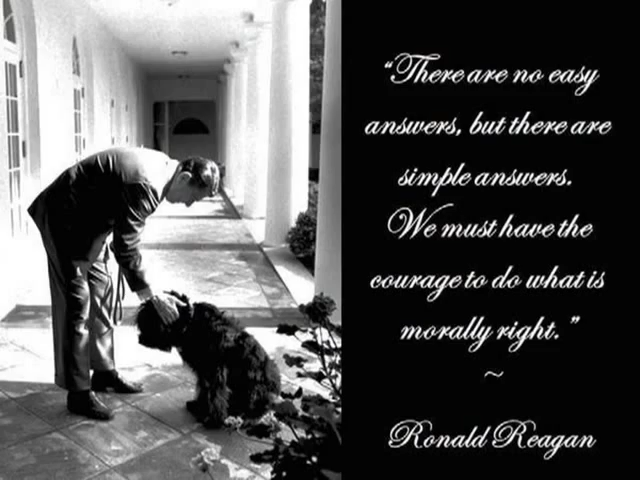 “There are no easy
answers, but there are
simple answers.
We must have the
courage to do what is
morally right.”
~
Ronald Reagan